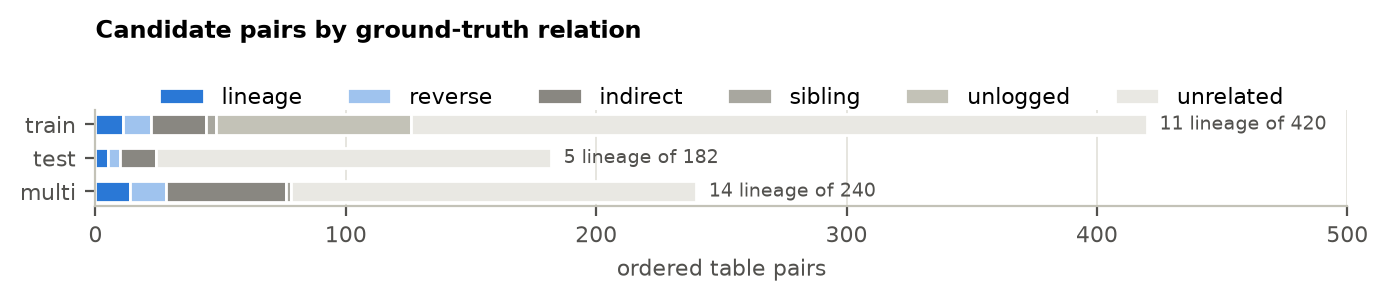 Candidate pairs by ground-truth relation
lineage reverse indirect sibling unlogged unrelated
train 11 lineage of 420
test 5 lineage of 182
multi 14 lineage of 240
0 100 200 300 400 500
ordered table pairs